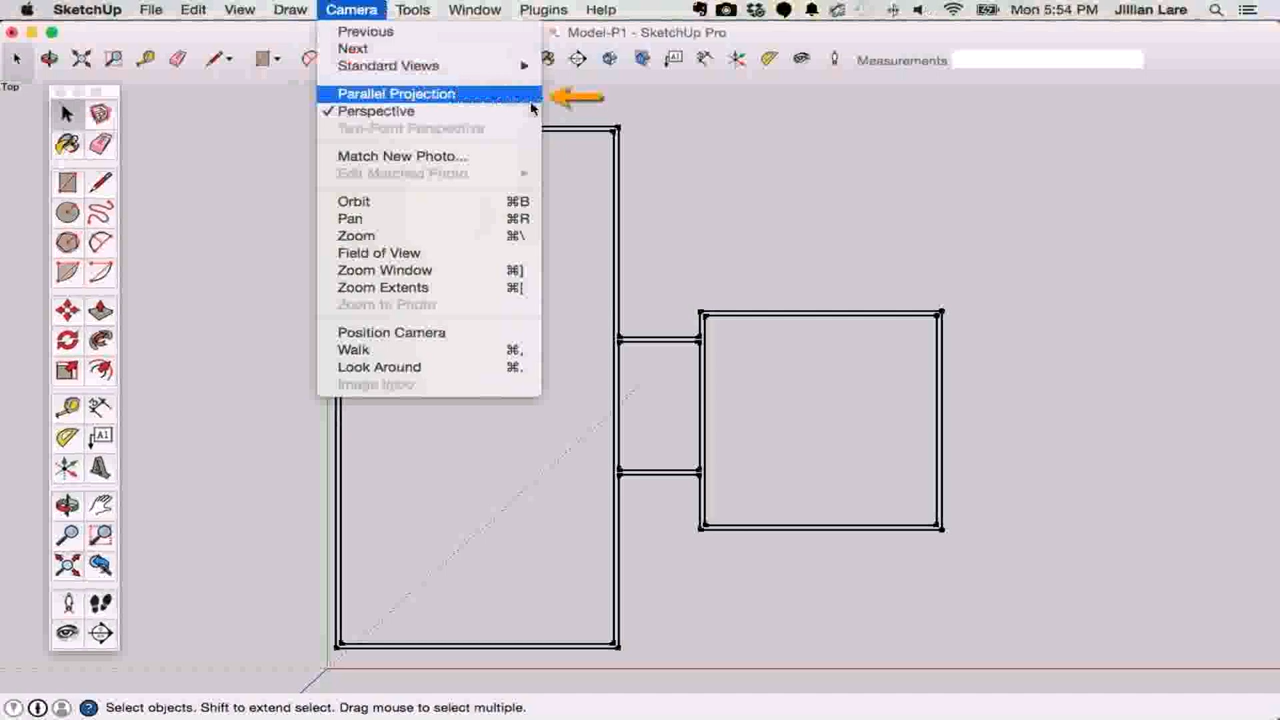 SketchUp File Edit View Draw Camera Tools Window Plugins Help Mon 5:54 PM Jillian Lare
Model-P1 - SketchUp Pro
Measurements
Top
Previous
Next
Standard Views
Parallel Projection
✓ Perspective
Two-Point Perspective
Match New Photo...
Edit Matched Photo
Orbit ⌘B
Pan ⌘R
Zoom ⌘\
Field of View
Zoom Window ⌘]
Zoom Extents ⌘[
Zoom to Photo
Position Camera
Walk ⌘,
Look Around ⌘.
Image Igloo
A1
Select objects. Shift to extend select. Drag mouse to select multiple.